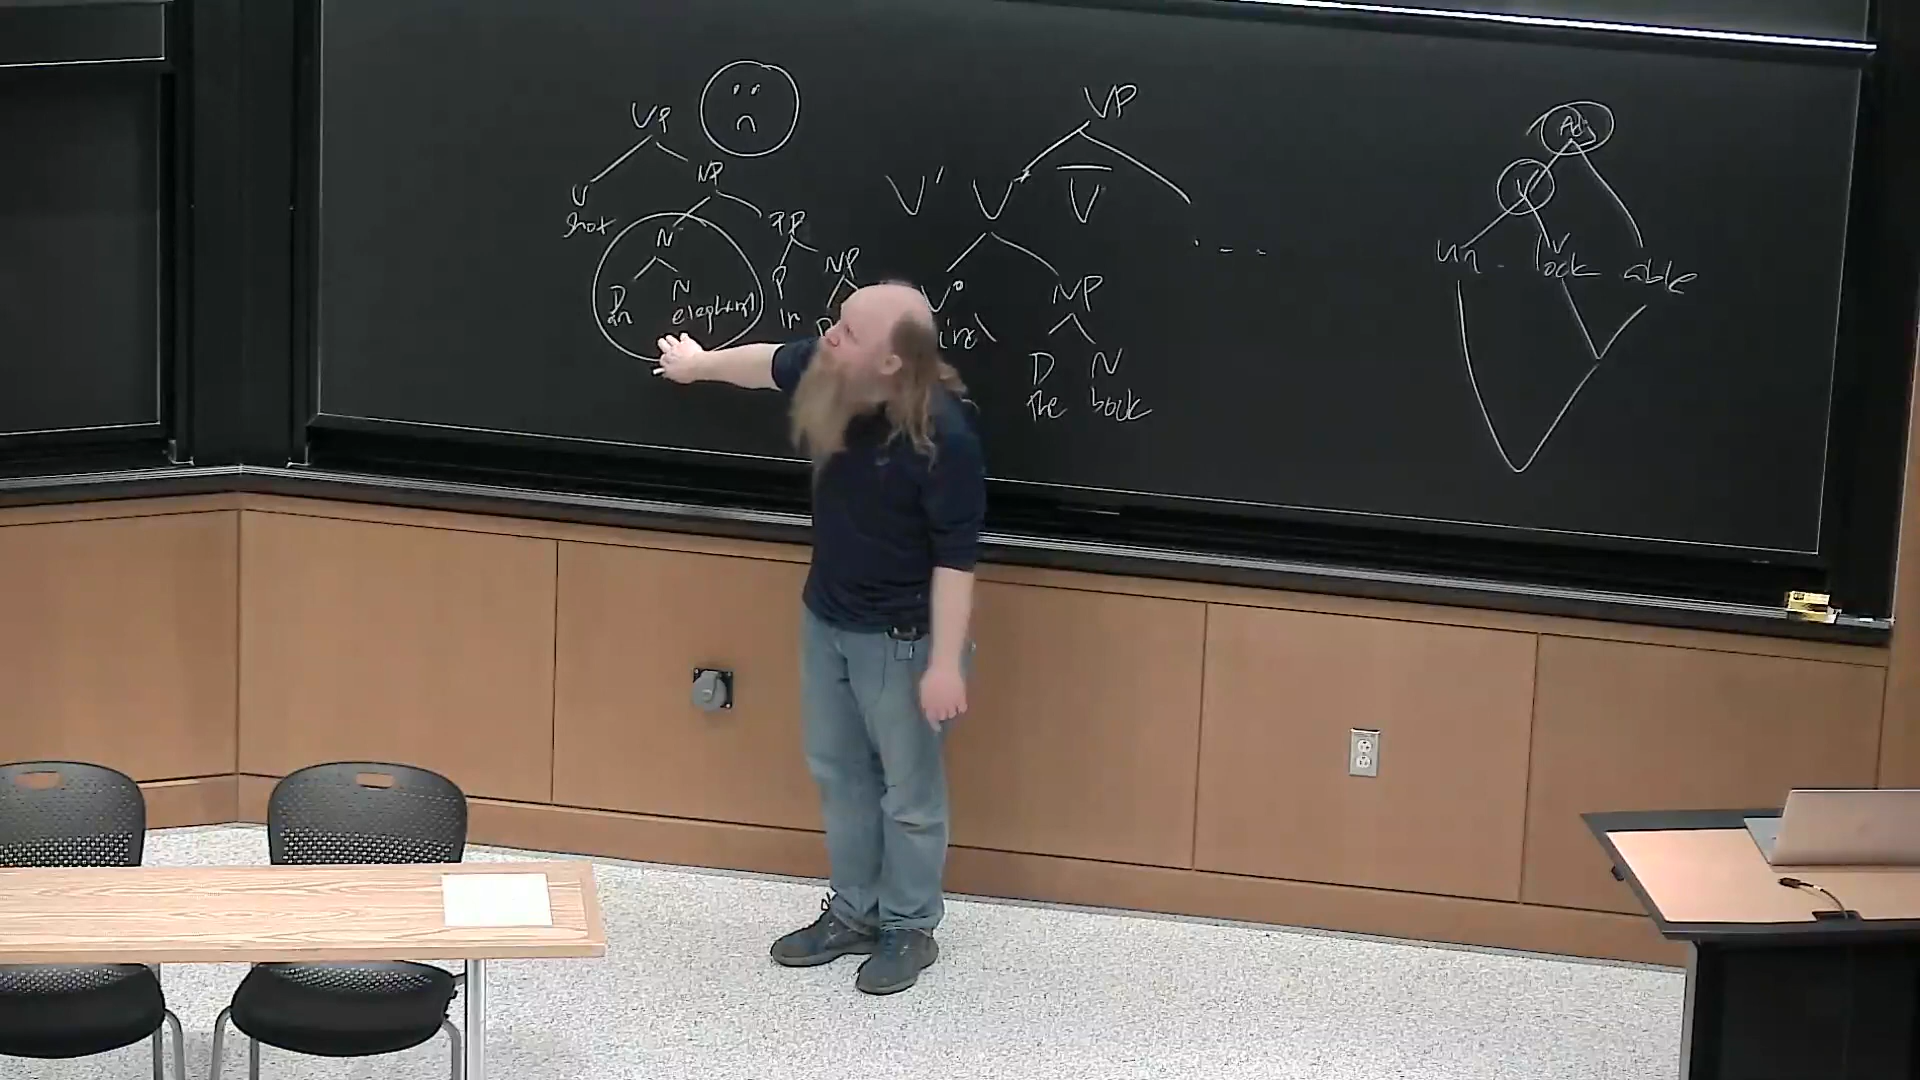 VP
V
shot
NP
N
D
an
N
elephant
PP
P
in
NP
D
VP
V'
V
V
V°
NP
D
the
N
book
Adj
V
un - lock able
V